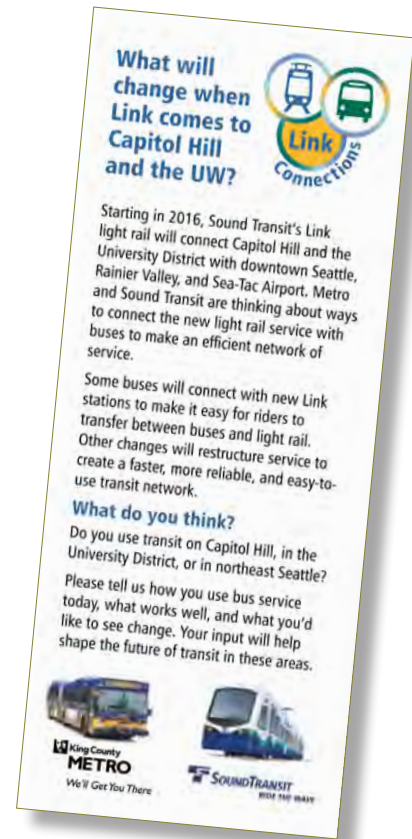 What will
change when
Link comes to
Capitol Hill
and the UW?
Link
Connections
Starting in 2016, Sound Transit's Link
light rail will connect Capitol Hill and the
University District with downtown Seattle,
Rainier Valley, and Sea-Tac Airport. Metro
and Sound Transit are thinking about ways
to connect the new light rail service with
buses to make an efficient network of
service.
Some buses will connect with new Link
stations to make it easy for riders to
transfer between buses and light rail.
Other changes will restructure service to
create a faster, more reliable, and easy-to-
use transit network.
What do you think?
Do you use transit on Capitol Hill, in the
University District, or in northeast Seattle?
Please tell us how you use bus service
today, what works well, and what you'd
like to see change. Your input will help
shape the future of transit in these areas.
King County
METRO
We'll Get You There
SOUNDTRANSIT
RIDE THE WAVE